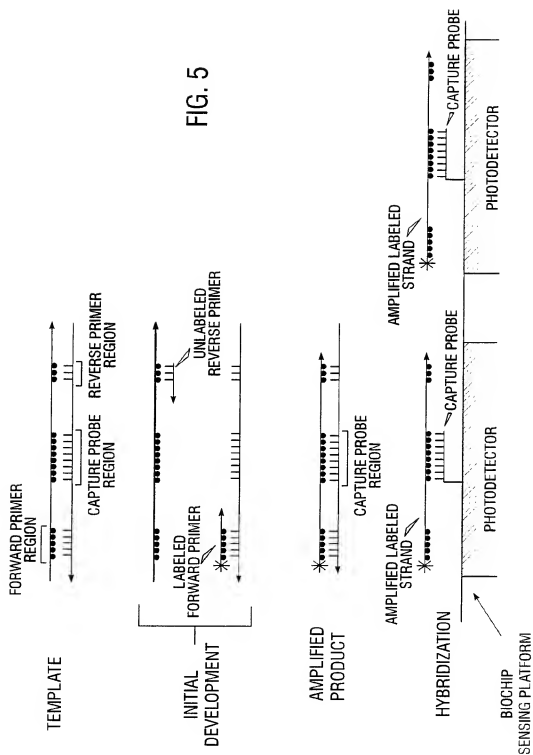 FIG. 5
TEMPLATE
FORWARD PRIMER
REGION
CAPTURE PROBE
REGION
REVERSE PRIMER
REGION
INITIAL
DEVELOPMENT
LABELED
FORWARD PRIMER
UNLABELED
REVERSE PRIMER
AMPLIFIED
PRODUCT
CAPTURE PROBE
REGION
HYBRIDIZATION
AMPLIFIED LABELED
STRAND
CAPTURE PROBE
PHOTODETECTOR
AMPLIFIED LABELED
STRAND
CAPTURE PROBE
PHOTODETECTOR
BIOCHIP
SENSING PLATFORM